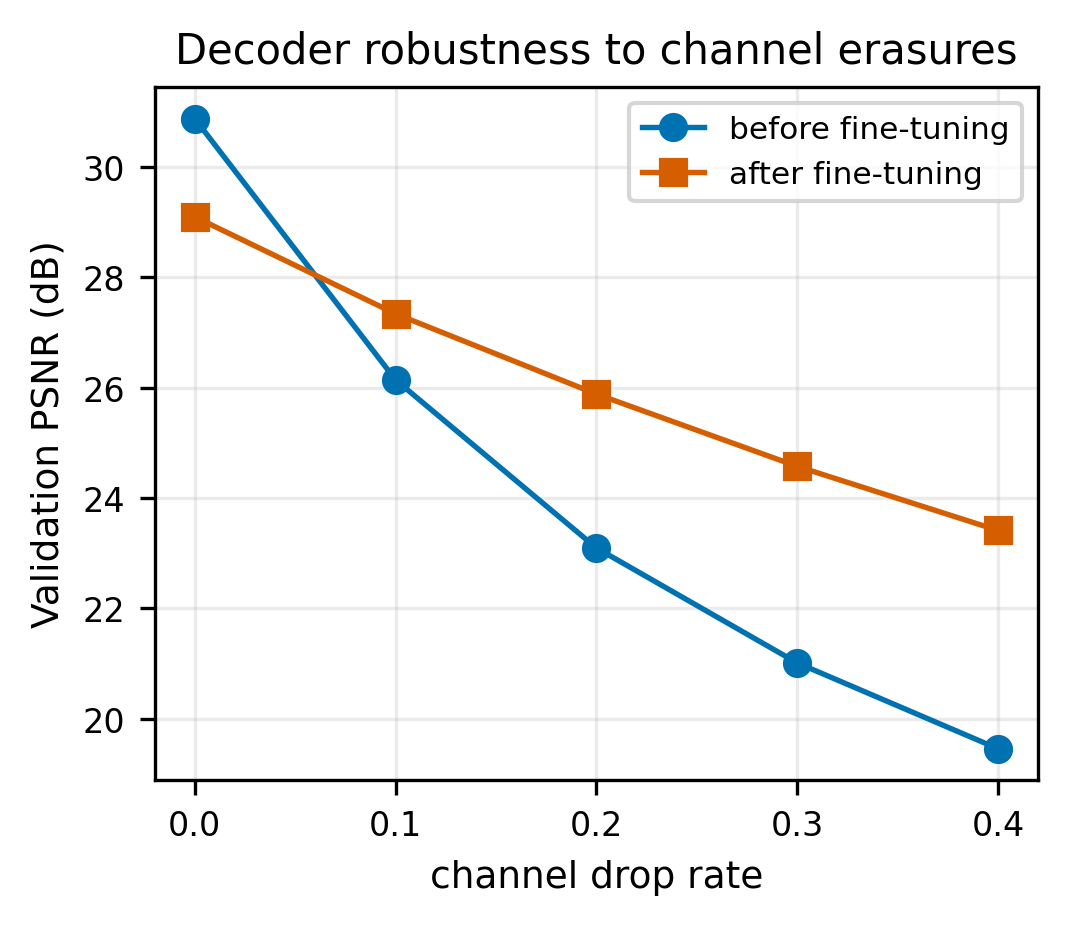 Decoder robustness to channel erasures
before fine-tuning
after fine-tuning
Validation PSNR (dB)
30
28
26
24
22
20
0.0 0.1 0.2 0.3 0.4
channel drop rate